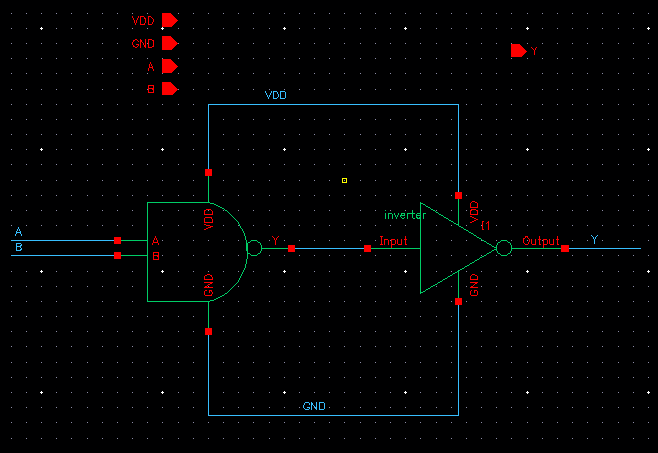 VDD
GND
Y
A
B
VDD
inverter
VDD
VDD
I1
A
A
Y
Input
Output
Y
B
B
GND
GND
GND